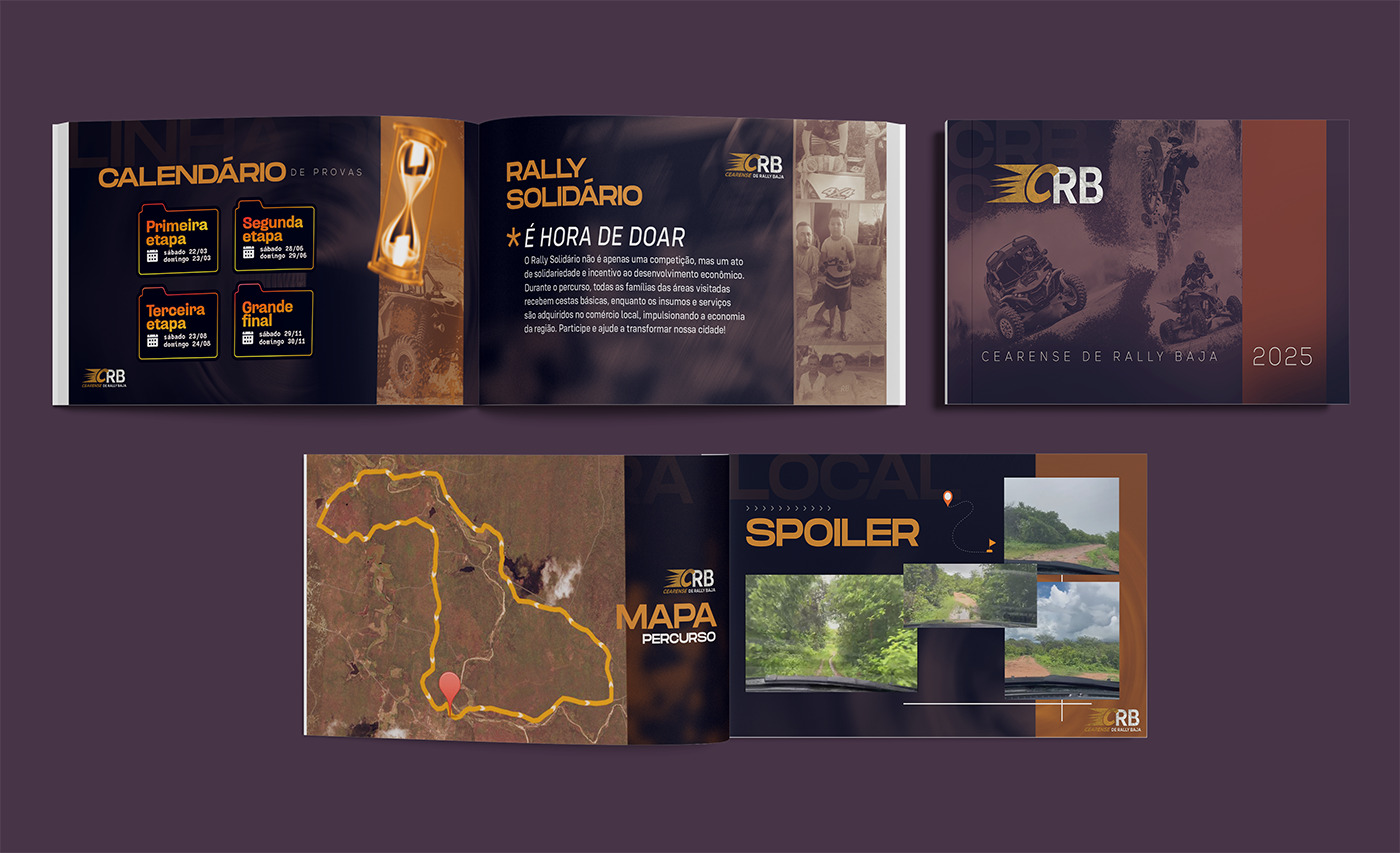 LINHA
CALENDÁRIO DE PROVAS
Primeira
etapa
sábado 22/03
domingo 23/03
Segunda
etapa
sábado 28/06
domingo 29/06
Terceira
etapa
sábado 23/08
domingo 24/08
Grande
final
sábado 29/11
domingo 30/11
CRB
CEARENSE DE RALLY BAJA
RALLY
SOLIDÁRIO
CRB
CEARENSE DE RALLY BAJA
*É HORA DE DOAR
O Rally Solidário não é apenas uma competição, mas um ato
de solidariedade e incentivo ao desenvolvimento econômico.
Durante o percurso, todas as famílias das áreas visitadas
recebem cestas básicas, enquanto os insumos e serviços
são adquiridos no comércio local, impulsionando a economia
da região. Participe e ajude a transformar nossa cidade!
CRB
CRB
CEARENSE DE RALLY BAJA
2025
CRB
CEARENSE DE RALLY BAJA
MAPA
PERCURSO
RA LOCAL
SPOILER
CRB
CEARENSE DE RALLY BAJA